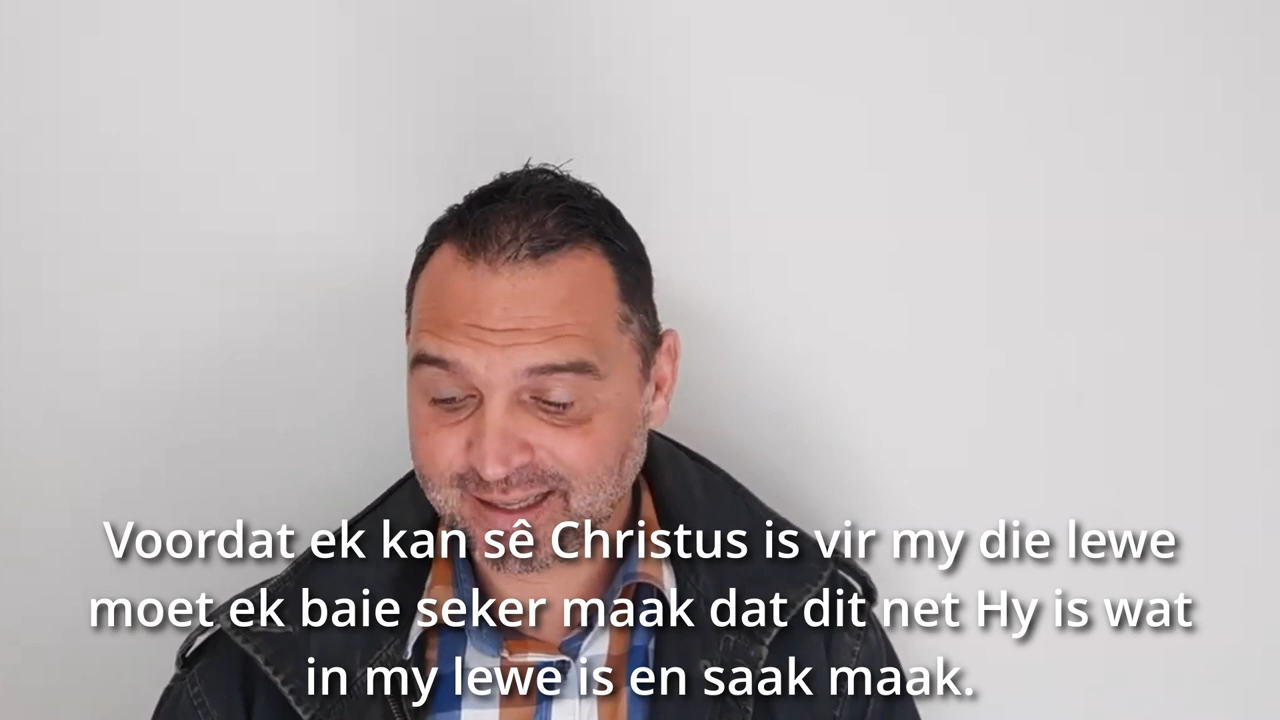 Voordat ek kan sê Christus is vir my die lewe
moet ek baie seker maak dat dit net Hy is wat
in my lewe is en saak maak.